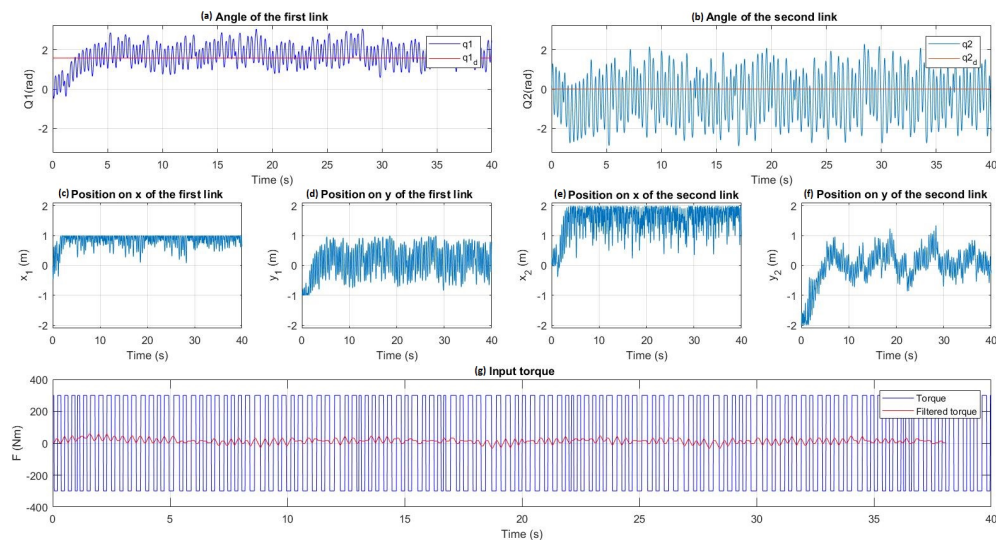 (a) Angle of the first link
Q1(rad)
2
0
-2
0 5 10 15 20 25 30 35 40
Time (s)
q1
q1d
(b) Angle of the second link
Q2(rad)
2
0
-2
0 5 10 15 20 25 30 35 40
Time (s)
q2
q2d
(c) Position on x of the first link
x1 (m)
2
1
0
-1
-2
0 10 20 30 40
Time (s)
(d) Position on y of the first link
y1 (m)
2
1
0
-1
-2
0 10 20 30 40
Time (s)
(e) Position on x of the second link
x2 (m)
2
1
0
-1
-2
0 10 20 30 40
Time (s)
(f) Position on y of the second link
y2 (m)
2
1
0
-1
-2
0 10 20 30 40
Time (s)
(g) Input torque
F (Nm)
400
200
0
-200
-400
0 5 10 15 20 25 30 35 40
Time (s)
Torque
Filtered torque